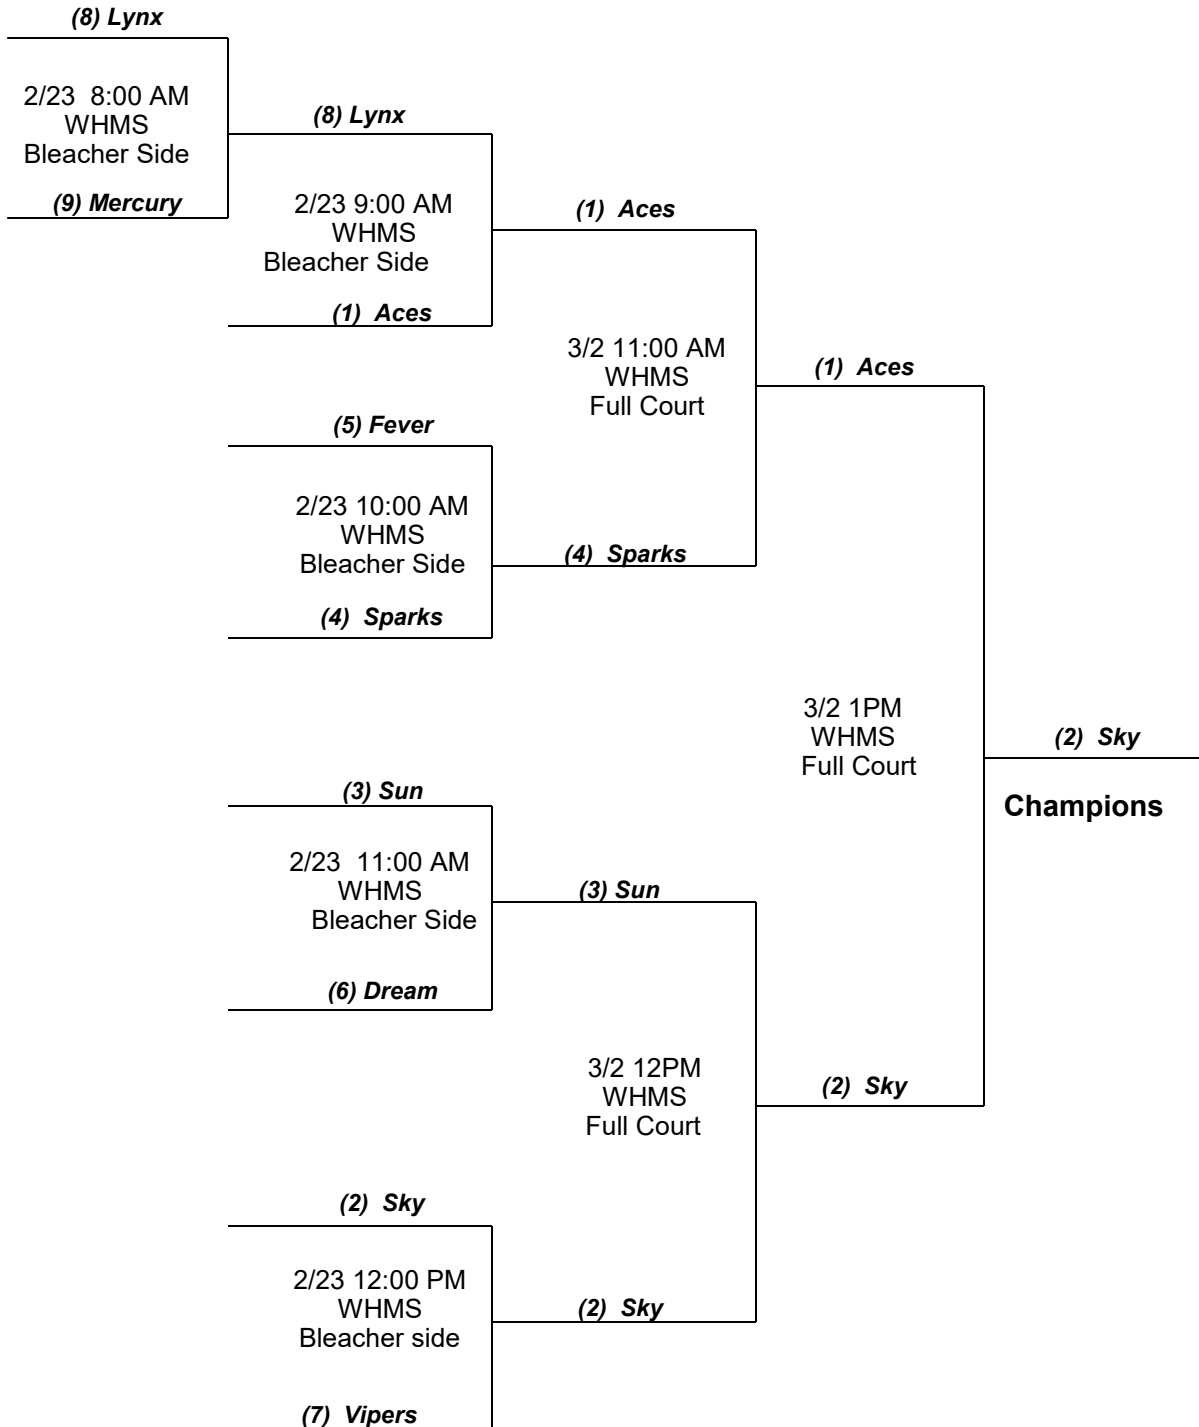 (8) Lynx
2/23 8:00 AM
WHMS
Bleacher Side
(9) Mercury
(8) Lynx
2/23 9:00 AM
WHMS
Bleacher Side
(1) Aces
(1) Aces
3/2 11:00 AM
WHMS
Full Court
(1) Aces
(5) Fever
2/23 10:00 AM
WHMS
Bleacher Side
(4) Sparks
(4) Sparks
3/2 1PM
WHMS
Full Court
(2) Sky
Champions
(3) Sun
2/23 11:00 AM
WHMS
Bleacher Side
(3) Sun
(6) Dream
3/2 12PM
WHMS
Full Court
(2) Sky
(2) Sky
2/23 12:00 PM
WHMS
Bleacher side
(2) Sky
(7) Vipers